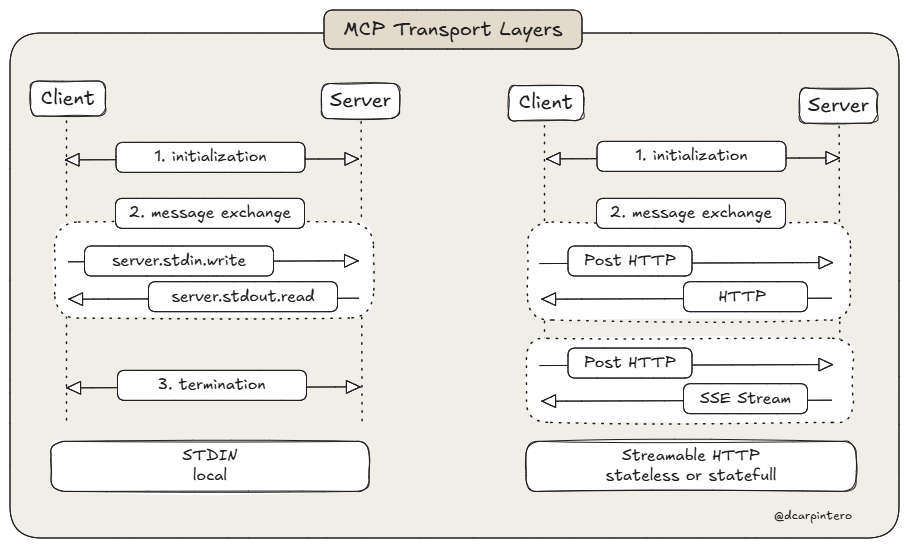 MCP Transport Layers
Client
Server
1. initialization
2. message exchange
server.stdin.write
server.stdout.read
3. termination
STDIN
local
Client
Server
1. initialization
2. message exchange
Post HTTP
HTTP
Post HTTP
SSE Stream
Streamable HTTP
stateless or statefull
@dcarpintero